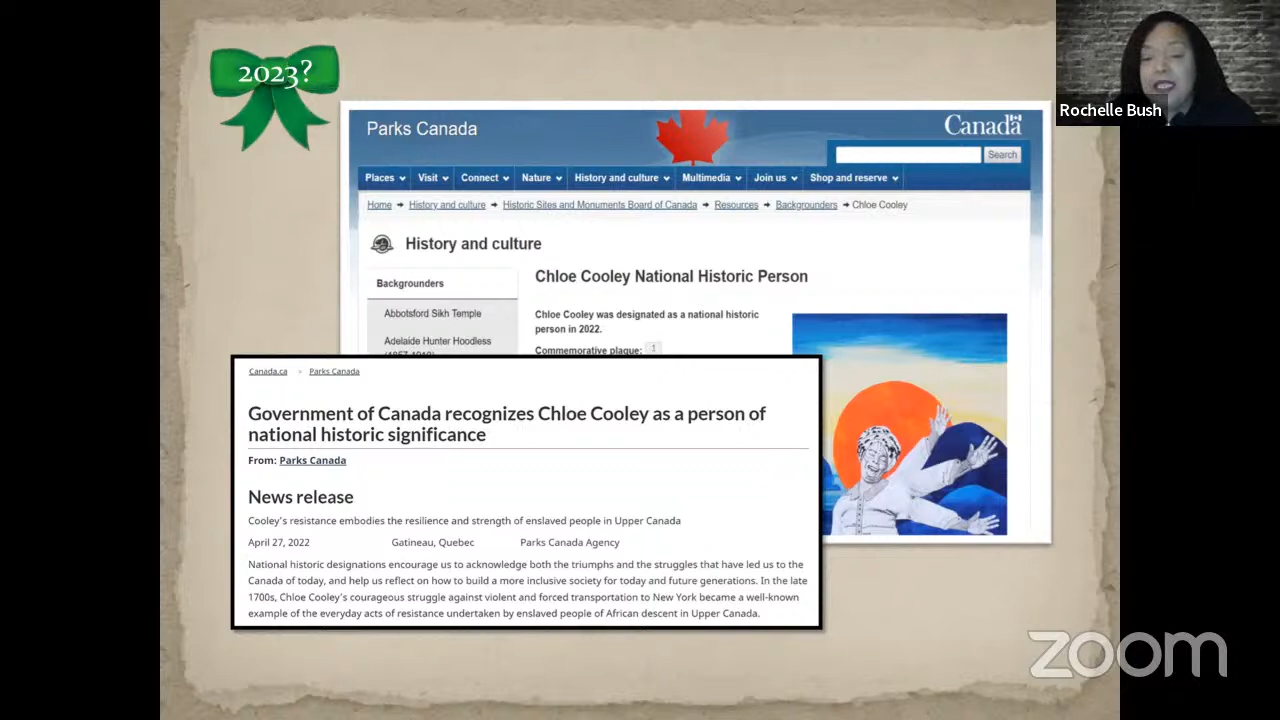 2023?
Rochelle Bush
Parks Canada
Canada
Search
Places Visit Connect Nature History and culture Multimedia Join us Shop and reserve
Home History and culture Historic Sites and Monuments Board of Canada Resources Backgrounders Chloe Cooley
History and culture
Backgrounders
Abbotsford Sikh Temple
Adelaide Hunter Hoodless
Chloe Cooley National Historic Person
Chloe Cooley was designated as a national historic
person in 2022.
Commemorative plaque: 1
Canada.ca Parks Canada
Government of Canada recognizes Chloe Cooley as a person of
national historic significance
From: Parks Canada
News release
Cooley's resistance embodies the resilience and strength of enslaved people in Upper Canada
April 27, 2022 Gatineau, Quebec Parks Canada Agency
National historic designations encourage us to acknowledge both the triumphs and the struggles that have led us to the
Canada of today, and help us reflect on how to build a more inclusive society for today and future generations. In the late
1700s, Chloe Cooley's courageous struggle against violent and forced transportation to New York became a well-known
example of the everyday acts of resistance undertaken by enslaved people of African descent in Upper Canada.
zoom